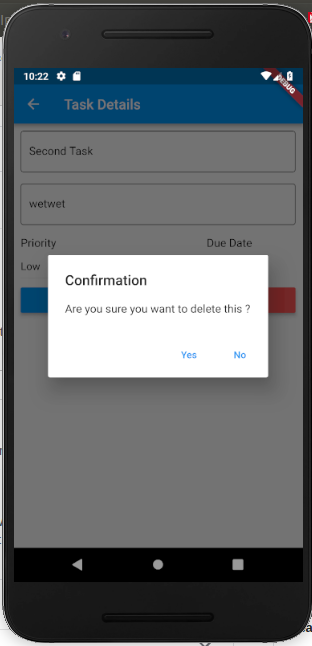 10:22
DEBUG
Task Details
Second Task
wetwet
Priority Due Date
Low
Confirmation
Are you sure you want to delete this ?
Yes No